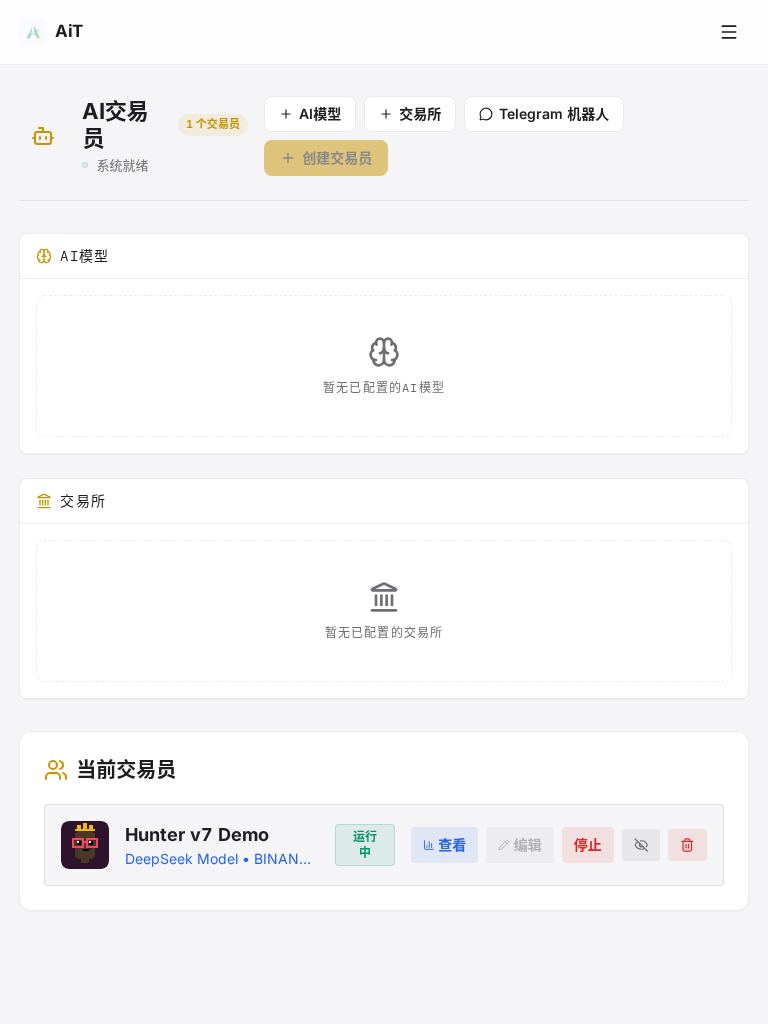 AiT
AI交易
员
1 个交易员
系统就绪
AI模型
交易所
Telegram 机器人
创建交易员
AI模型
暂无已配置的AI模型
交易所
暂无已配置的交易所
当前交易员
Hunter v7 Demo
DeepSeek Model • BINAN...
运行
中
查看
编辑
停止